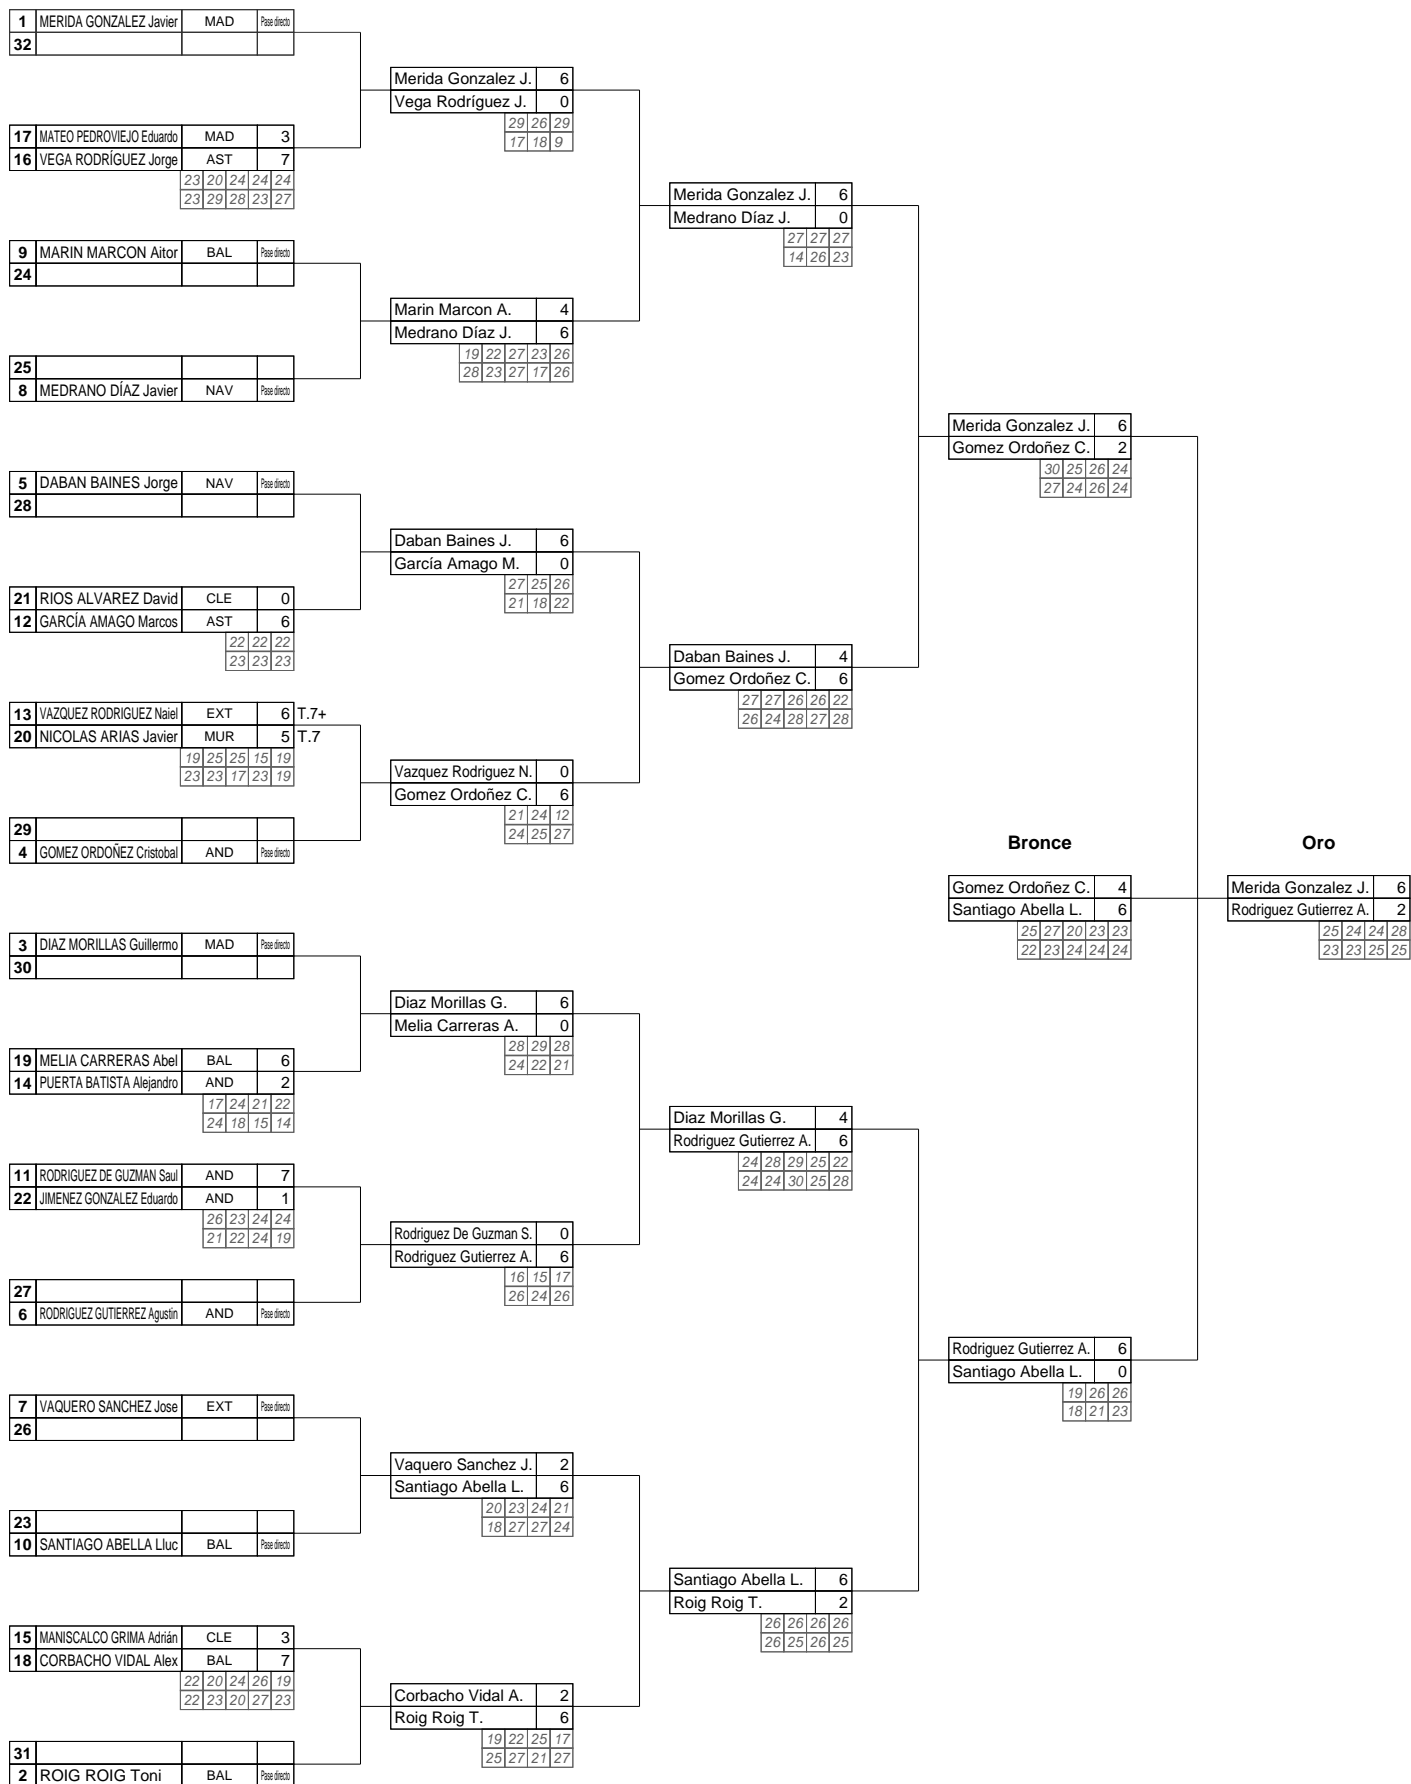 1 MERIDA GONZALEZ Javier MAD Pase directo
32
Merida Gonzalez J. 6
Vega Rodríguez J. 0
29 26 29
17 18 9
17 MATEO PEDROVIEJO Eduardo MAD 3
16 VEGA RODRÍGUEZ Jorge AST 7
23 20 24 24 24
23 29 28 23 27
Merida Gonzalez J. 6
Medrano Díaz J. 0
27 27 27
14 26 23
9 MARIN MARCON Aitor BAL Pase directo
24
Marin Marcon A. 4
Medrano Díaz J. 6
19 22 27 23 26
28 23 27 17 26
25
8 MEDRANO DÍAZ Javier NAV Pase directo
Merida Gonzalez J. 6
Gomez Ordoñez C. 2
30 25 26 24
27 24 26 24
5 DABAN BAINES Jorge NAV Pase directo
28
Daban Baines J. 6
García Amago M. 0
27 25 26
21 18 22
21 RIOS ALVAREZ David CLE 0
12 GARCÍA AMAGO Marcos AST 6
22 22 22
23 23 23
Daban Baines J. 4
Gomez Ordoñez C. 6
27 27 26 26 22
26 24 28 27 28
13 VAZQUEZ RODRIGUEZ Naiel EXT 6 T.7+
20 NICOLAS ARIAS Javier MUR 5 T.7
19 25 25 15 19
23 23 17 23 19
Vazquez Rodriguez N. 0
Gomez Ordoñez C. 6
21 24 12
24 25 27
29
4 GOMEZ ORDOÑEZ Cristobal AND Pase directo
Bronce Oro
Gomez Ordoñez C. 4
Santiago Abella L. 6
25 27 20 23 23
22 23 24 24 24
Merida Gonzalez J. 6
Rodriguez Gutierrez A. 2
25 24 24 28
23 23 25 25
3 DIAZ MORILLAS Guillermo MAD Pase directo
30
Diaz Morillas G. 6
Melia Carreras A. 0
28 29 28
24 22 21
19 MELIA CARRERAS Abel BAL 6
14 PUERTA BATISTA Alejandro AND 2
17 24 21 22
24 18 15 14
Diaz Morillas G. 4
Rodriguez Gutierrez A. 6
24 28 29 25 22
24 24 30 25 28
11 RODRIGUEZ DE GUZMAN Saul AND 7
22 JIMENEZ GONZALEZ Eduardo AND 1
26 23 24 24
21 22 24 19
Rodriguez De Guzman S. 0
Rodriguez Gutierrez A. 6
16 15 17
26 24 26
27
6 RODRIGUEZ GUTIERREZ Agustin AND Pase directo
Rodriguez Gutierrez A. 6
Santiago Abella L. 0
19 26 26
18 21 23
7 VAQUERO SANCHEZ Jose EXT Pase directo
26
Vaquero Sanchez J. 2
Santiago Abella L. 6
20 23 24 21
18 27 27 24
23
10 SANTIAGO ABELLA Lluc BAL Pase directo
Santiago Abella L. 6
Roig Roig T. 2
26 26 26 26
26 25 26 25
15 MANISCALCO GRIMA Adrián CLE 3
18 CORBACHO VIDAL Alex BAL 7
22 20 24 26 19
22 23 20 27 23
Corbacho Vidal A. 2
Roig Roig T. 6
19 22 25 17
25 27 21 27
31
2 ROIG ROIG Toni BAL Pase directo